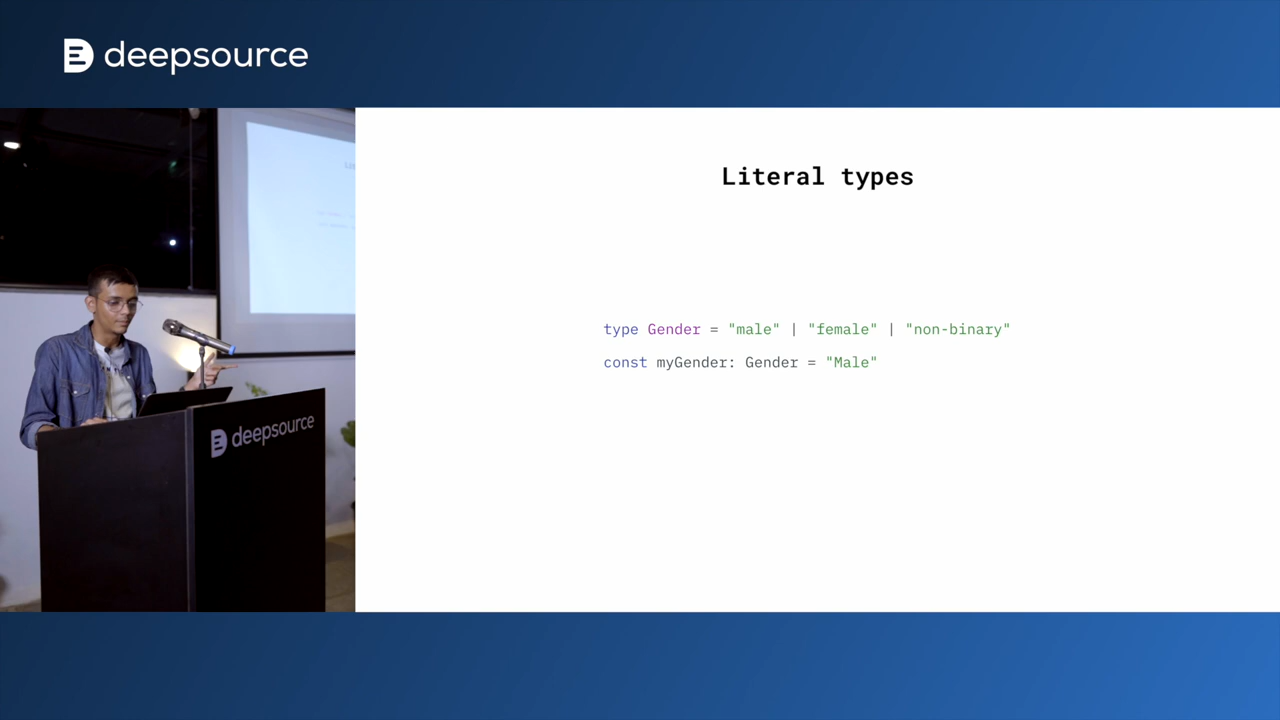 deepsource
Literal types
type Gender = "male" | "female" | "non-binary"
const myGender: Gender = "Male"
deepsource